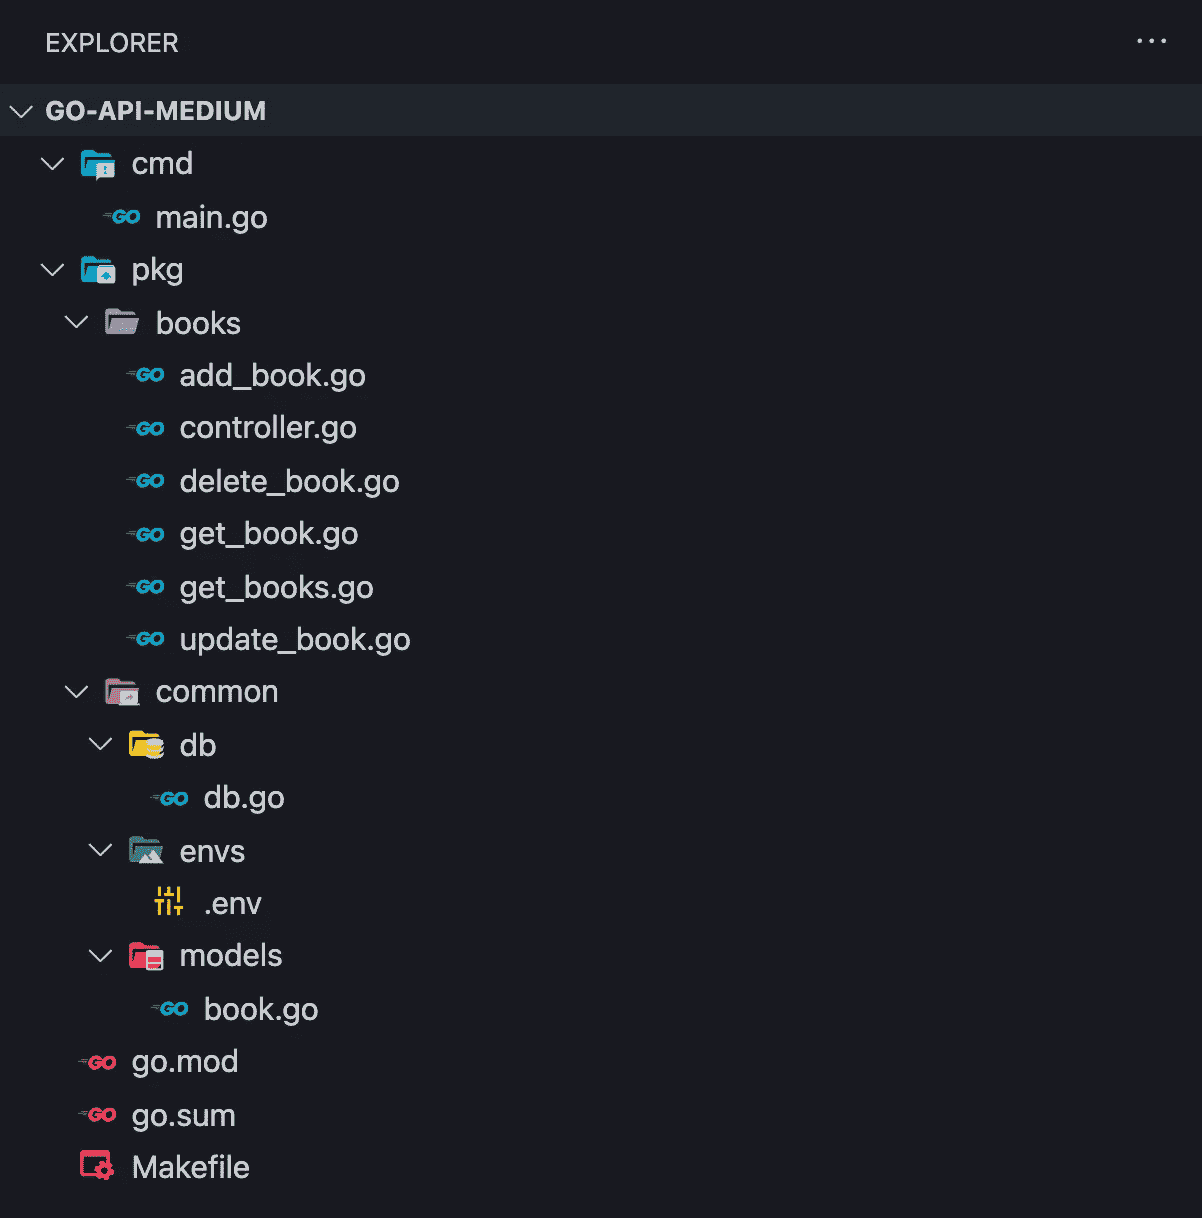 EXPLORER
GO-API-MEDIUM
cmd
GO main.go
pkg
books
GO add_book.go
GO controller.go
GO delete_book.go
GO get_book.go
GO get_books.go
GO update_book.go
common
db
GO db.go
envs
.env
models
GO book.go
GO go.mod
GO go.sum
Makefile